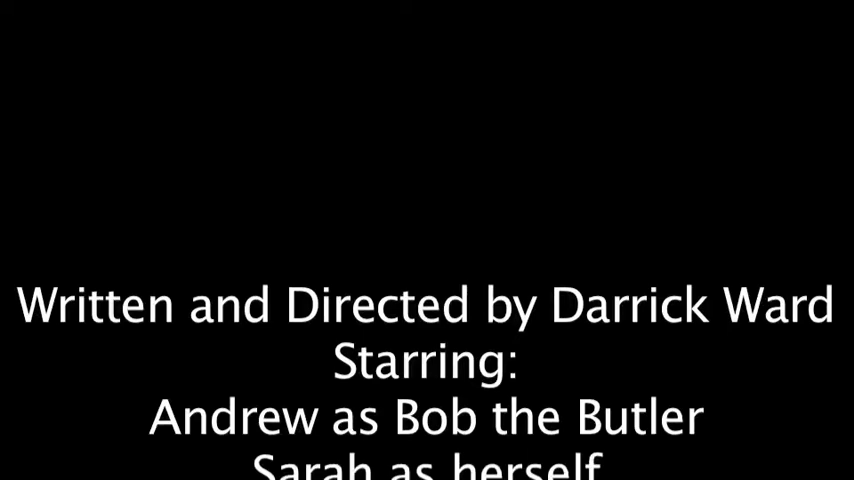 Written and Directed by Darrick Ward
Starring:
Andrew as Bob the Butler
Sarah as herself